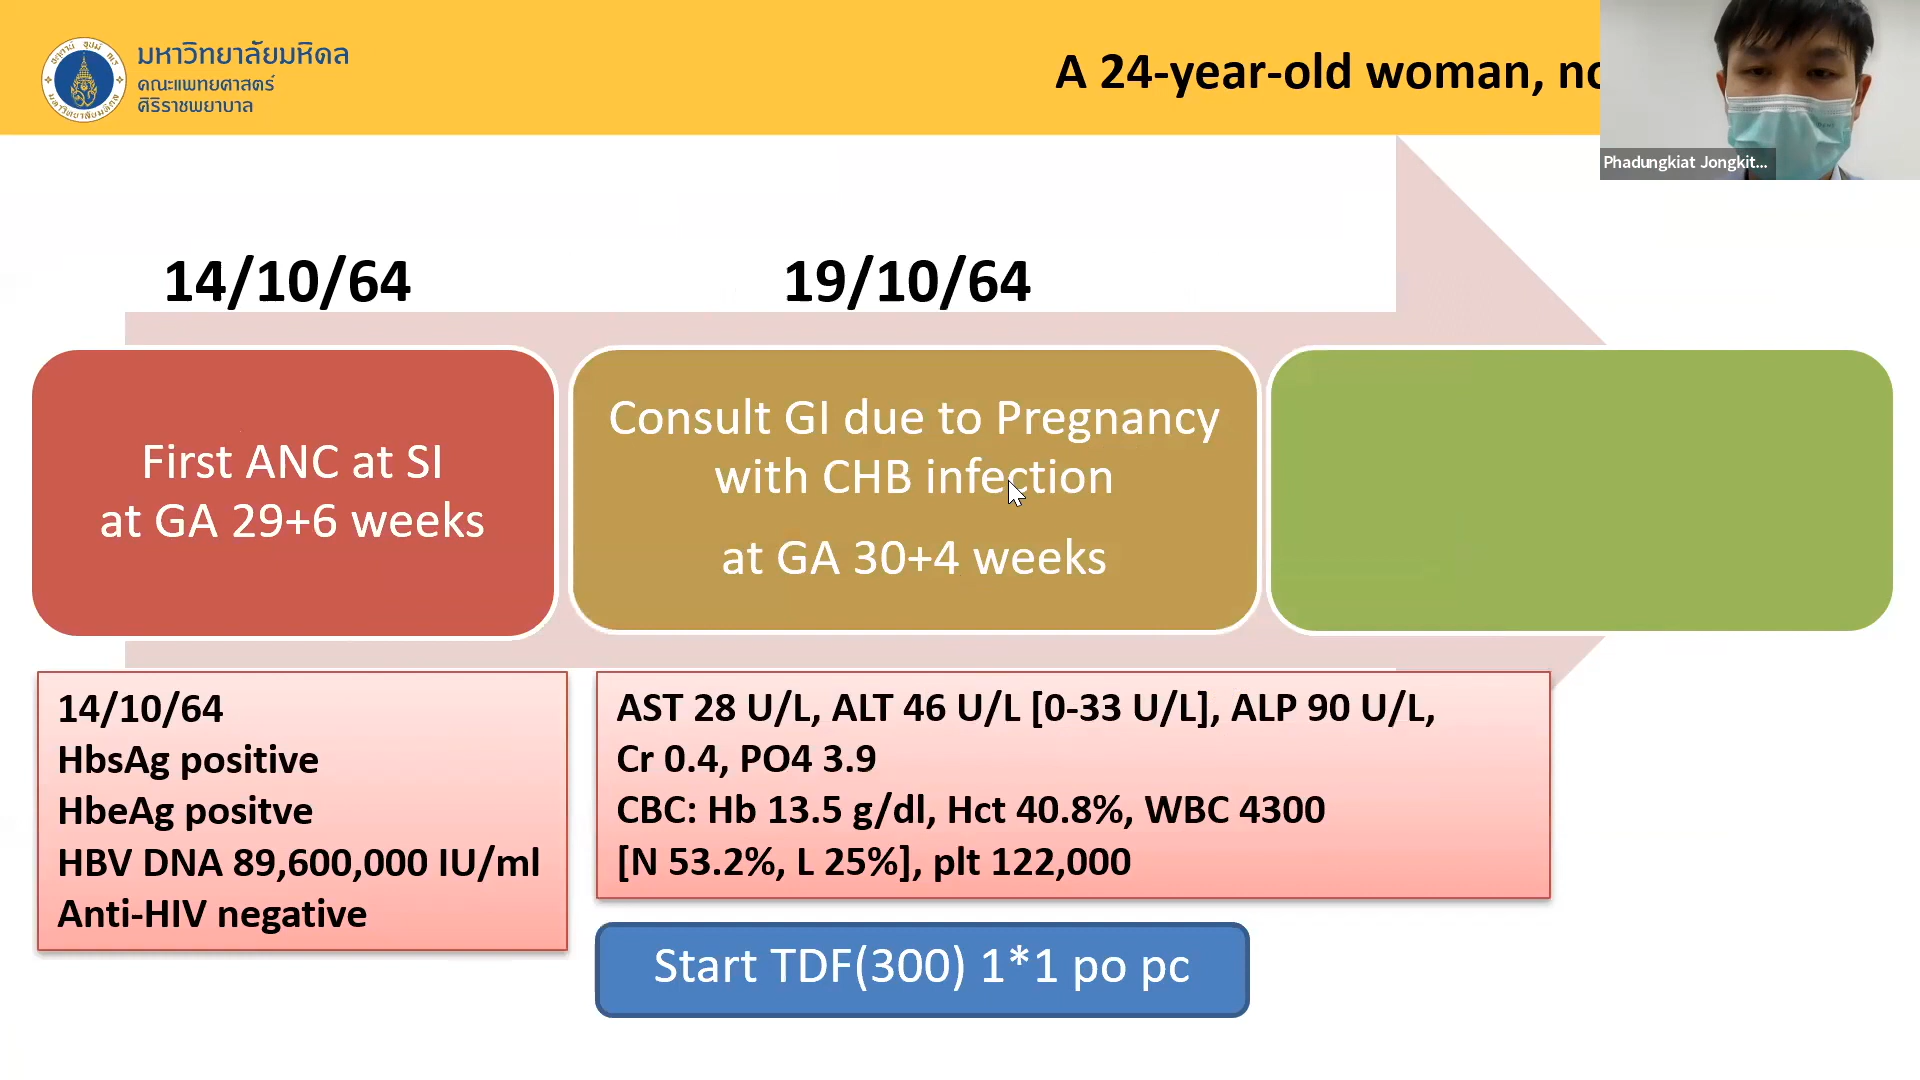 มหาวิทยาลัยมหิดล
คณะแพทยศาสตร์
ศิริราชพยาบาล
A 24-year-old woman,
Phadungkiat Jongkit...
14/10/64
19/10/64
First ANC at SI
at GA 29+6 weeks
Consult GI due to Pregnancy
with CHB infection
at GA 30+4 weeks
14/10/64
HbsAg positive
HbeAg positve
HBV DNA 89,600,000 IU/ml
Anti-HIV negative
AST 28 U/L, ALT 46 U/L [0-33 U/L], ALP 90 U/L,
Cr 0.4, PO4 3.9
CBC: Hb 13.5 g/dl, Hct 40.8%, WBC 4300
[N 53.2%, L 25%], plt 122,000
Start TDF(300) 1*1 po pc